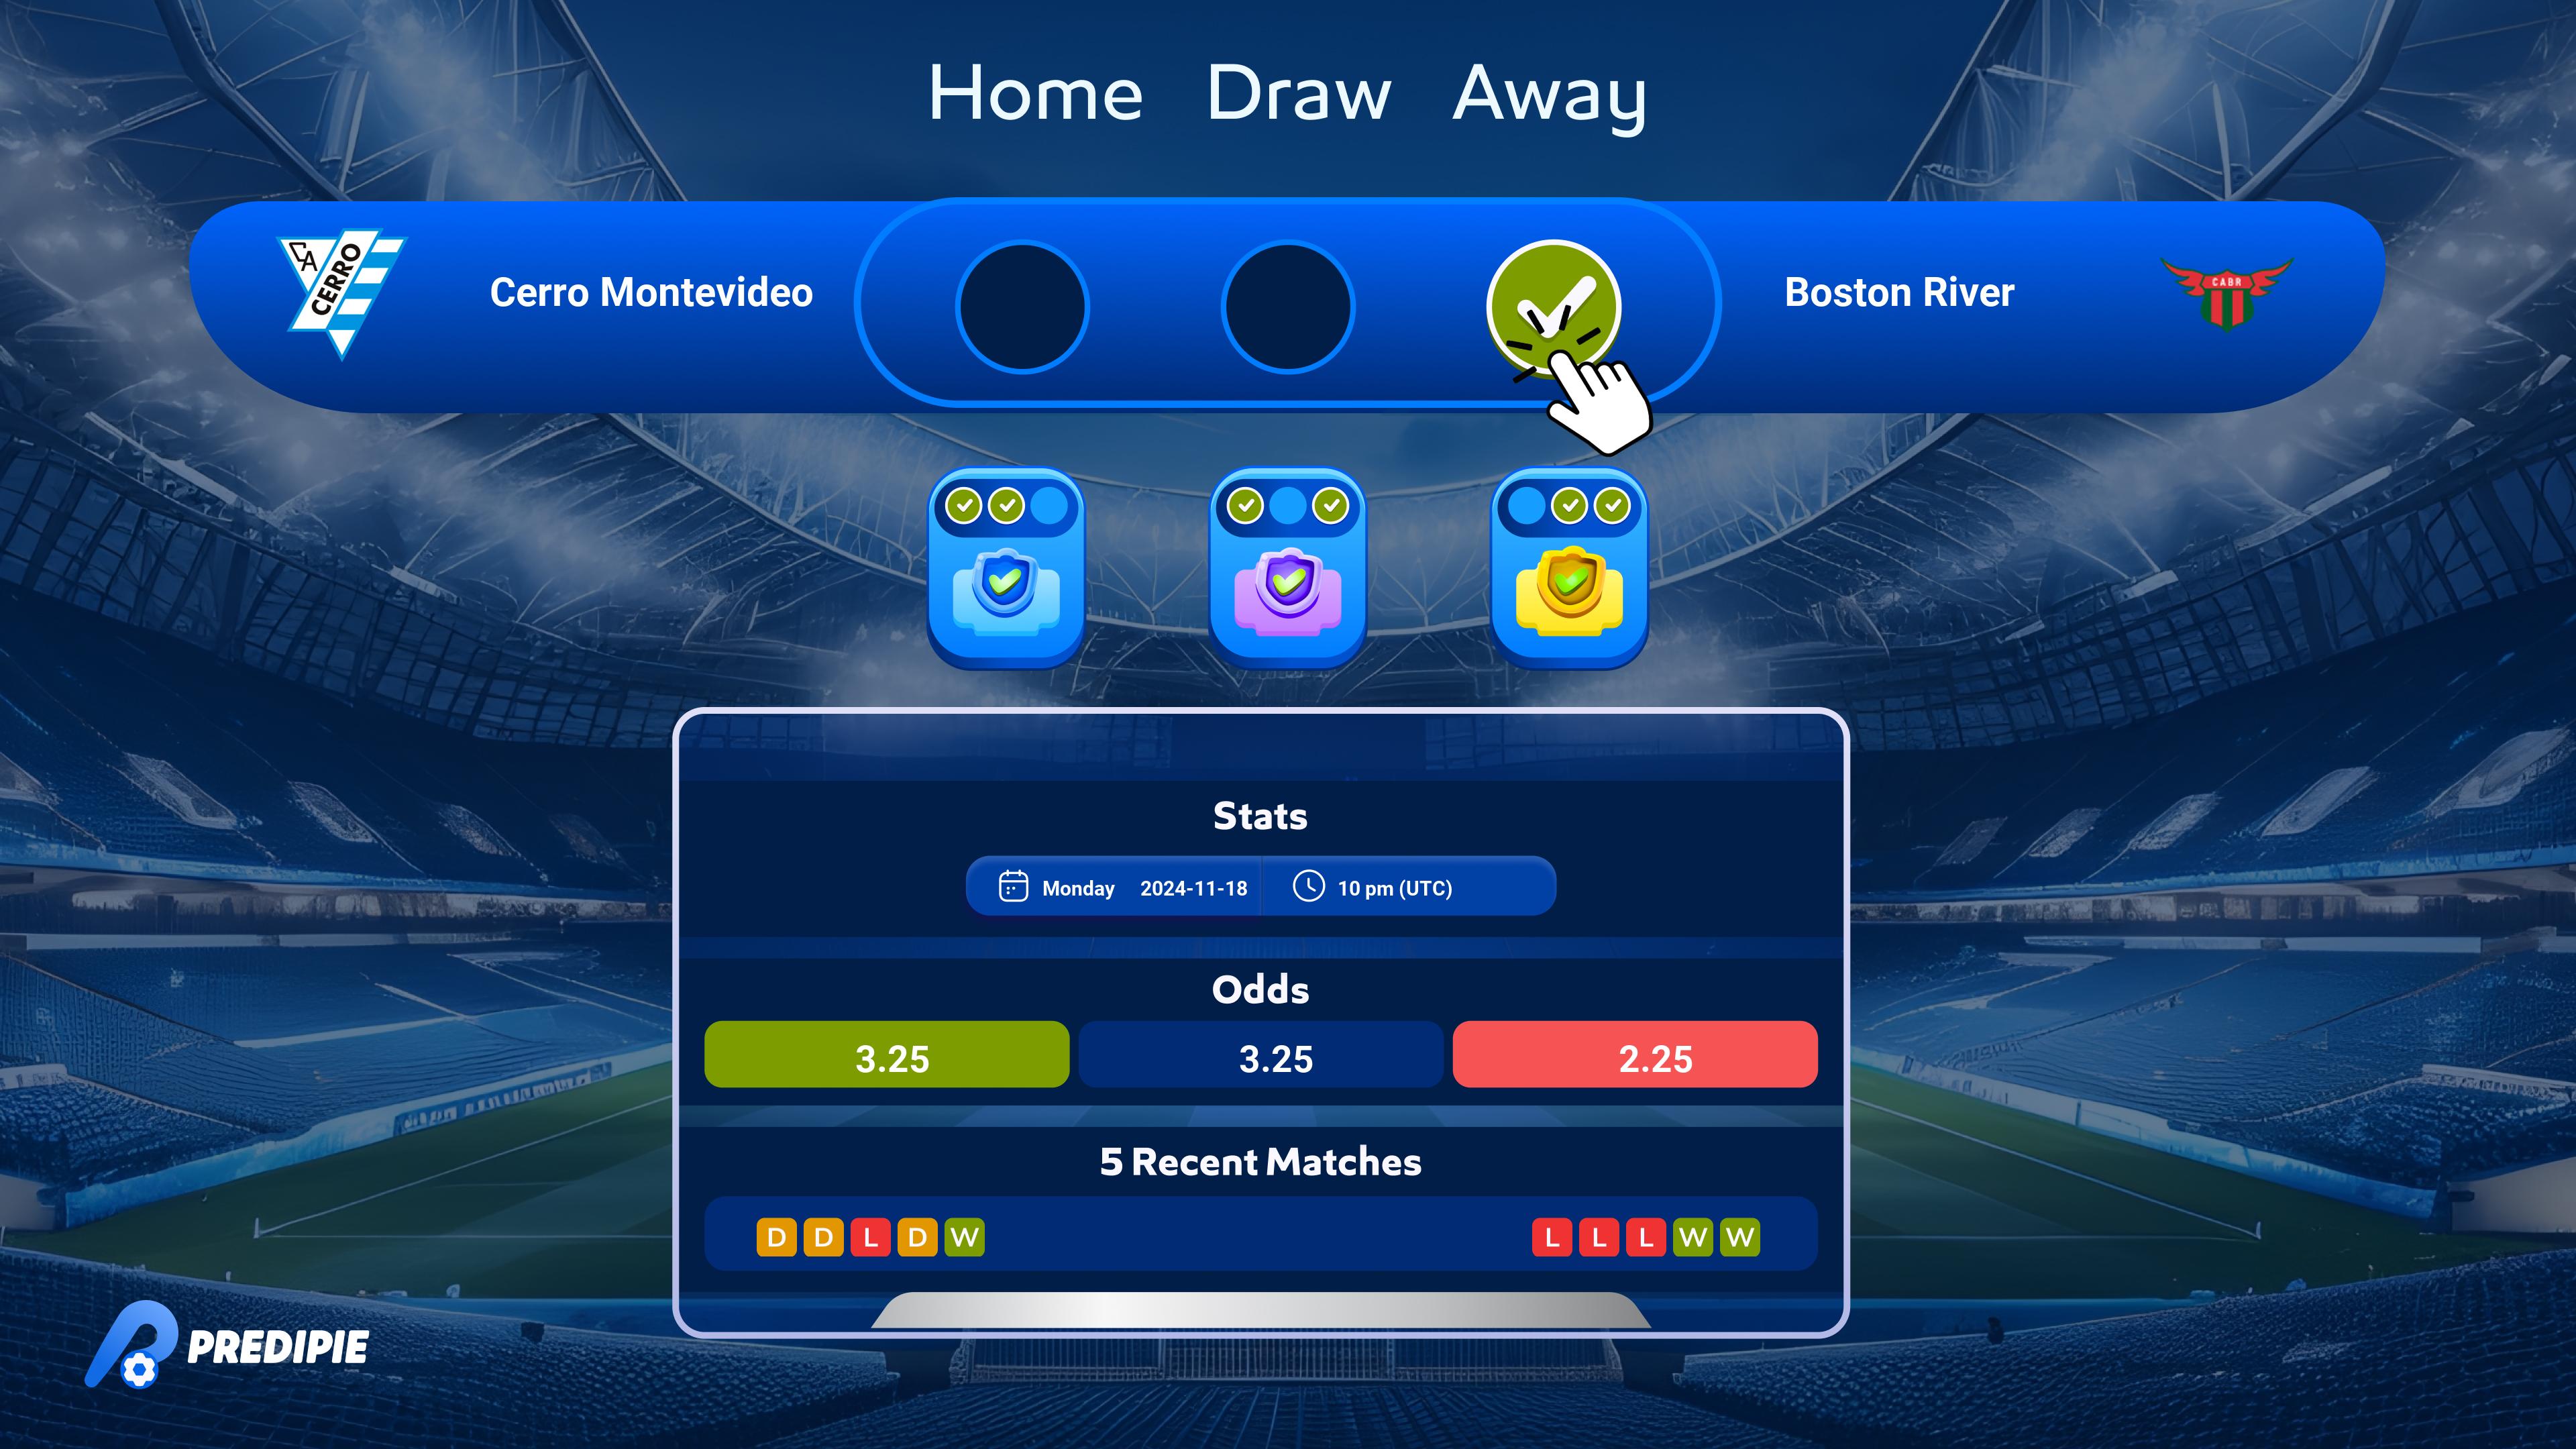 Home Draw Away
CA
CERRO
Cerro Montevideo
Boston River
CABR
Stats
Monday 2024-11-18 10 pm (UTC)
Odds
3.25 3.25 2.25
5 Recent Matches
D D L D W L L L W W
PREDIPIE